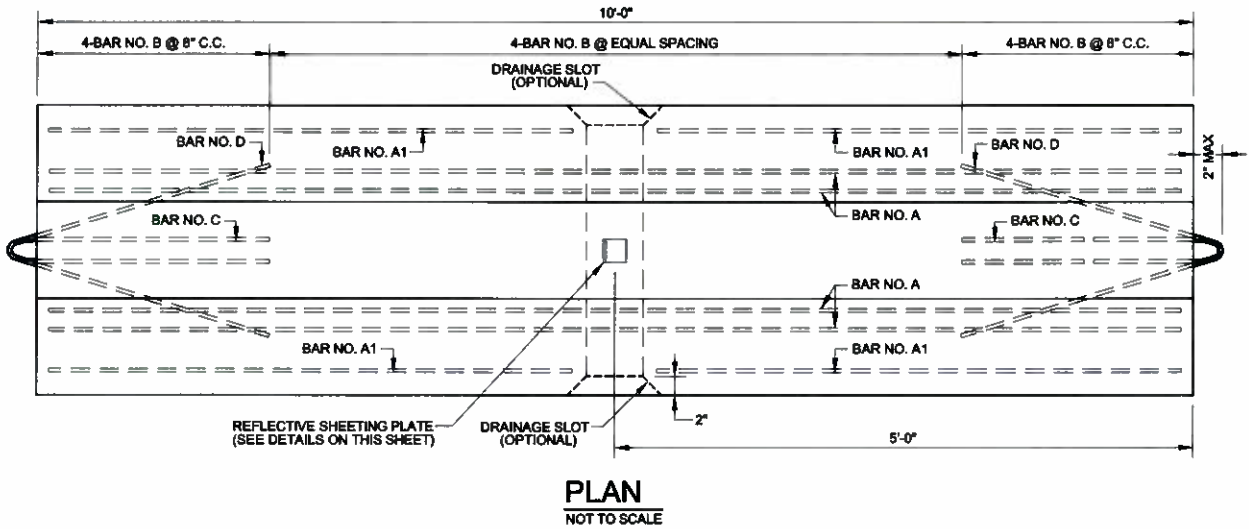 10'-0"
4-BAR NO. B @ 8" C.C.
4-BAR NO. B @ EQUAL SPACING
4-BAR NO. B @ 8" C.C.
DRAINAGE SLOT
(OPTIONAL)
BAR NO. D
BAR NO. A1
BAR NO. A1
BAR NO. D
2" MAX
BAR NO. C
BAR NO. A
BAR NO. C
BAR NO. A
BAR NO. A1
BAR NO. A1
REFLECTIVE SHEETING PLATE
(SEE DETAILS ON THIS SHEET)
DRAINAGE SLOT
(OPTIONAL)
2"
5'-0"
PLAN
NOT TO SCALE